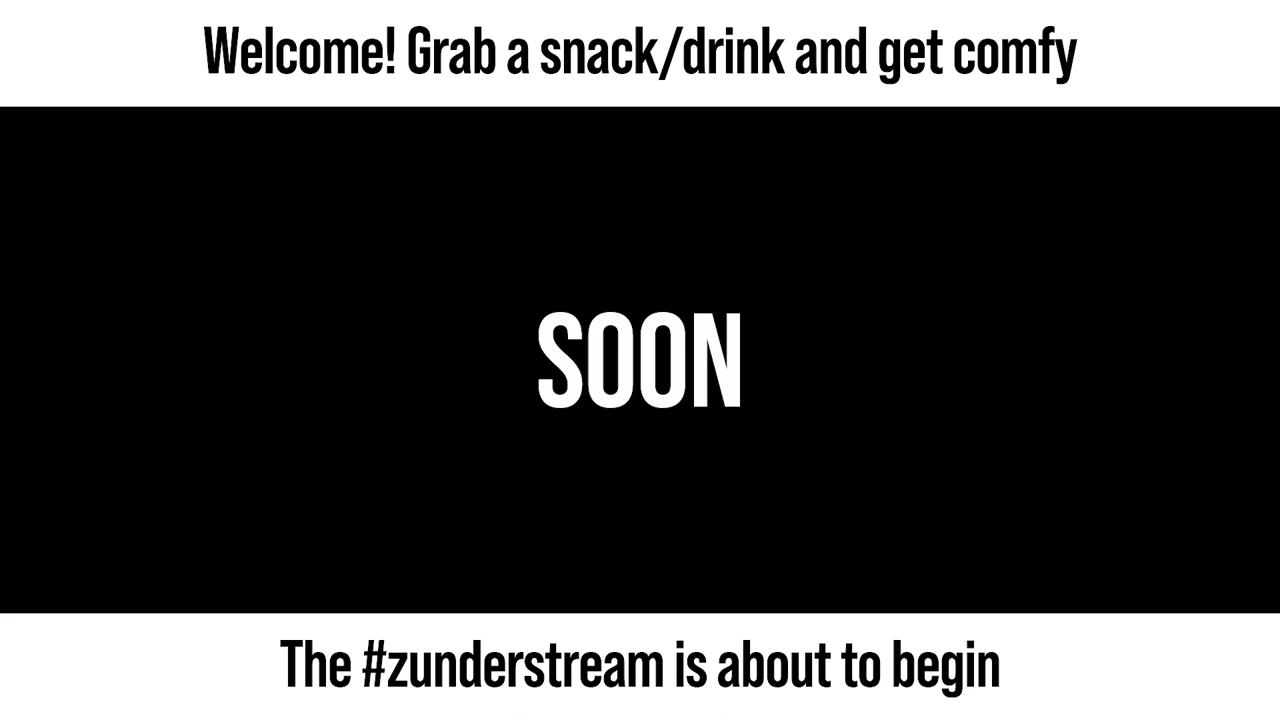 Welcome! Grab a snack/drink and get comfy
SOON
The #zunderstream is about to begin